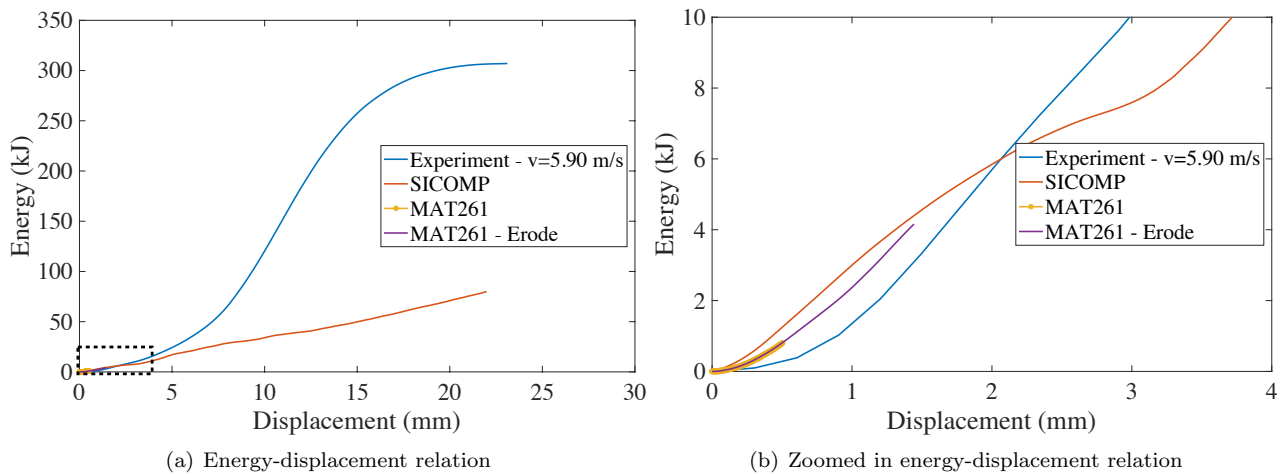 350
300
250
200
150
100
50
0
Energy (kJ)
0 5 10 15 20 25 30
Displacement (mm)
Experiment - v=5.90 m/s
SICOMP
MAT261
MAT261 - Erode
(a) Energy-displacement relation
10
8
6
4
2
0
Energy (kJ)
0 1 2 3 4
Displacement (mm)
Experiment - v=5.90 m/s
SICOMP
MAT261
MAT261 - Erode
(b) Zoomed in energy-displacement relation